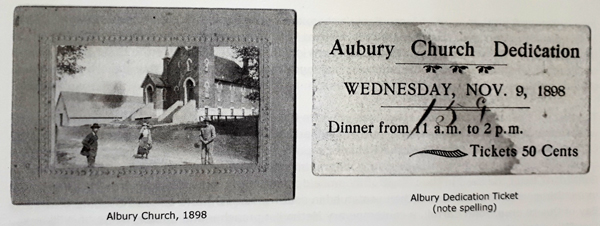 Albury Church, 1898
Aubury Church Dedication
WEDNESDAY, NOV. 9, 1898
Dinner from 11 a.m. to 2 p.m.
Tickets 50 Cents
Albury Dedication Ticket
(note spelling)